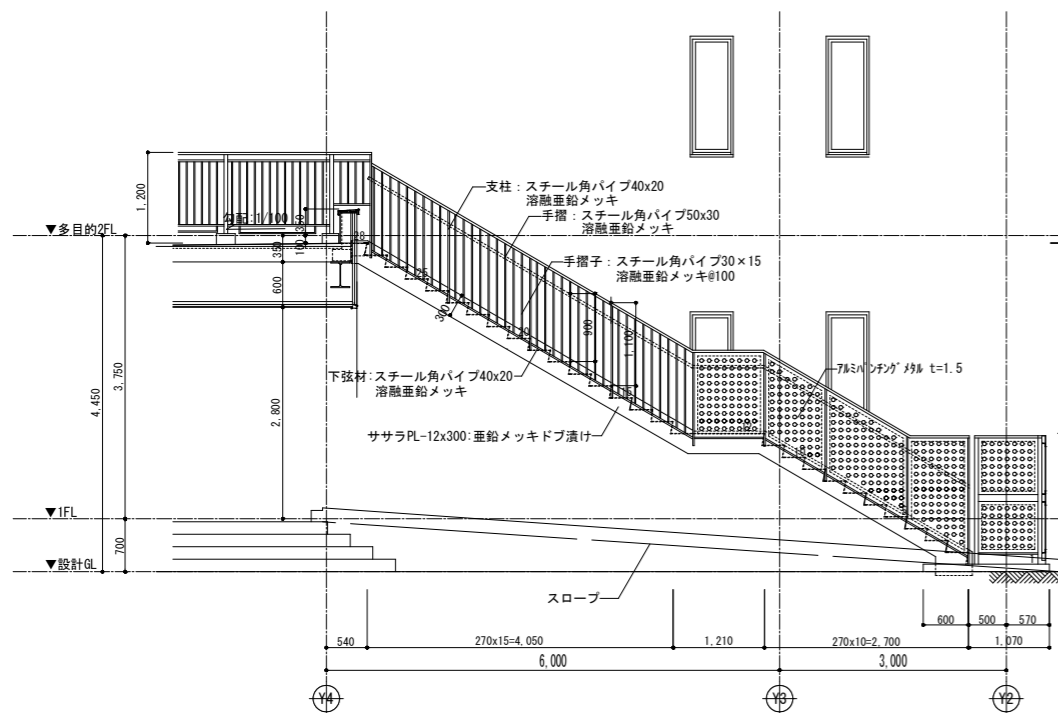 支柱：スチール角パイプ40x20
溶融亜鉛メッキ
手摺：スチール角パイプ50x30
溶融亜鉛メッキ
1,200
勾配:1/100
350
100
▼多目的2FL
350
手摺子：スチール角パイプ30×15
溶融亜鉛メッキ@100
25
600
300
900
1,100
下弦材：スチール角パイプ40x20
溶融亜鉛メッキ
アルミパンチングメタル t=1.5
4,450
3,750
2,800
ササラPL-12x300:亜鉛メッキドブ漬け
▼1FL
700
▼設計GL
スロープ
600
500
570
540
270x15=4,050
1,210
270x10=2,700
1,070
6,000
3,000
Y4
Y3
Y2